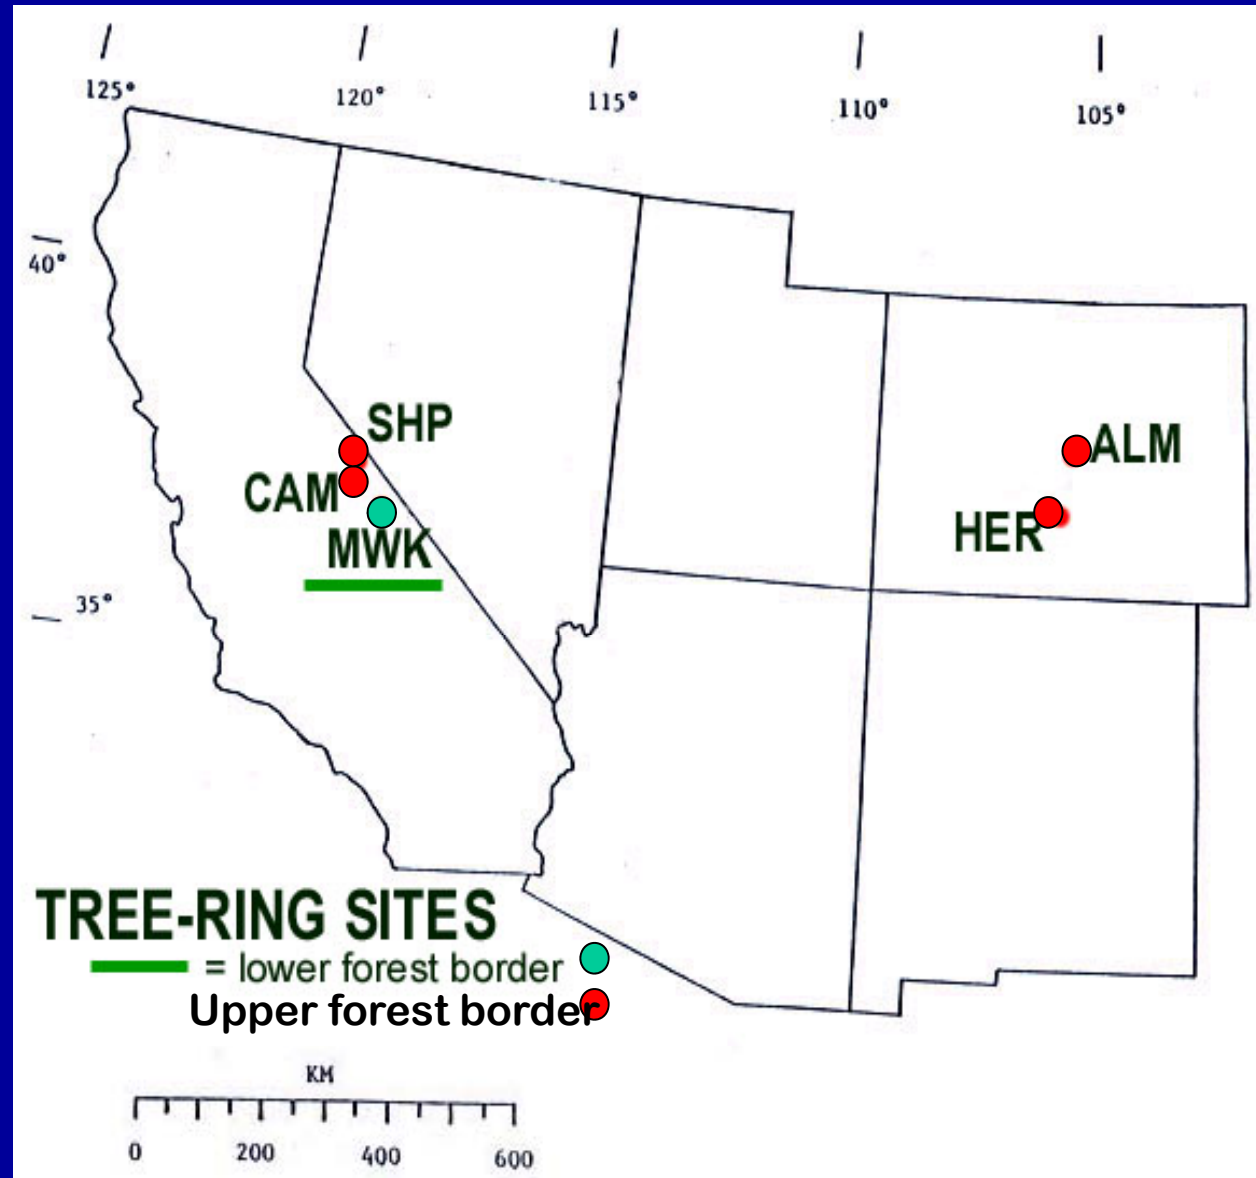 125° 120° 115° 110° 105°
40°
SHP
ALM
CAM
HER
MWK
35°
TREE-RING SITES
= lower forest border
Upper forest border
KM
0 200 400 600